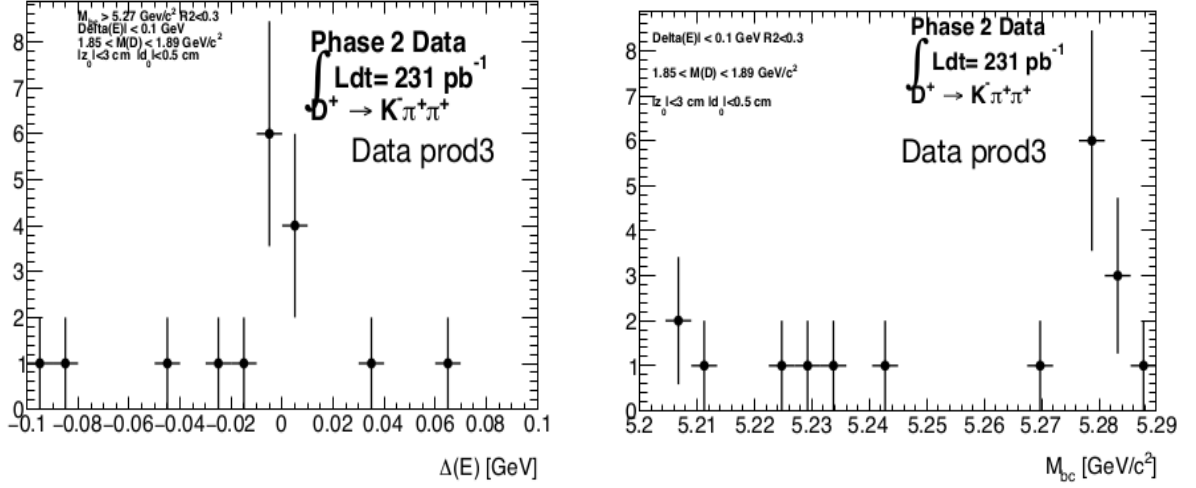 M_bc > 5.27 Gev/c² R2<0.3
Delta(E)| < 0.1 GeV
1.85 < M(D) < 1.89 GeV/c²
|z_0|<3 cm |d_0|<0.5 cm
Phase 2 Data
∫ Ldt= 231 pb⁻¹
D⁺ → K⁻π⁺π⁺
Data prod3
8
7
6
5
4
3
2
1
0
−0.1 −0.08 −0.06 −0.04 −0.02 0 0.02 0.04 0.06 0.08 0.1
Δ(E) [GeV]
Delta(E)| < 0.1 GeV R2<0.3
1.85 < M(D) < 1.89 GeV/c²
|z_0|<3 cm |d_0|<0.5 cm
Phase 2 Data
∫ Ldt= 231 pb⁻¹
D⁺ → K⁻π⁺π⁺
Data prod3
8
7
6
5
4
3
2
1
0
5.2 5.21 5.22 5.23 5.24 5.25 5.26 5.27 5.28 5.29
M_bc [GeV/c²]